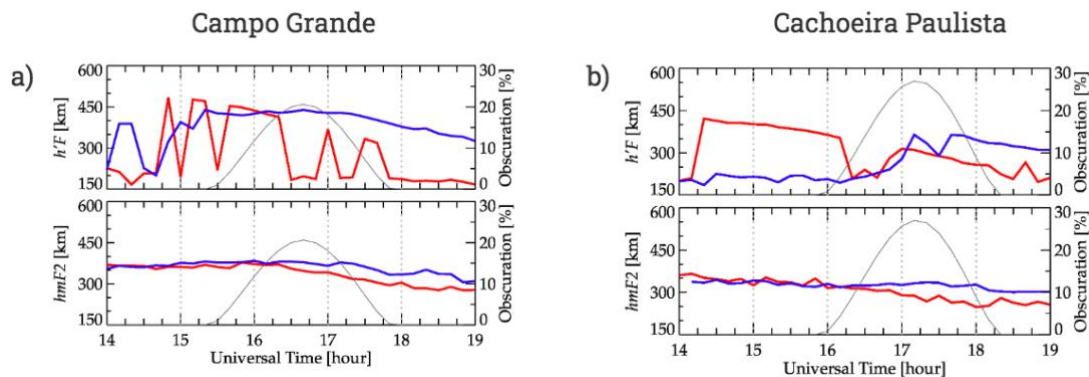 Campo Grande
Cachoeira Paulista
a)
600
450
300
150
h'F [km]
30
20
10
0
Obscuration [%]
600
450
300
150
hmF2 [km]
30
20
10
0
Obscuration [%]
14 15 16 17 18 19
Universal Time [hour]
b)
600
450
300
150
h'F [km]
30
20
10
0
Obscuration [%]
600
450
300
150
hmF2 [km]
30
20
10
0
Obscuration [%]
14 15 16 17 18 19
Universal Time [hour]